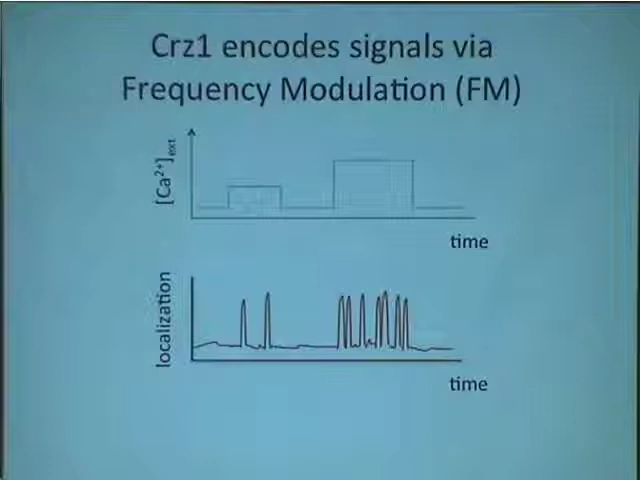 Crz1 encodes signals via
Frequency Modulation (FM)
[Ca²⁺]ext
time
localization
time